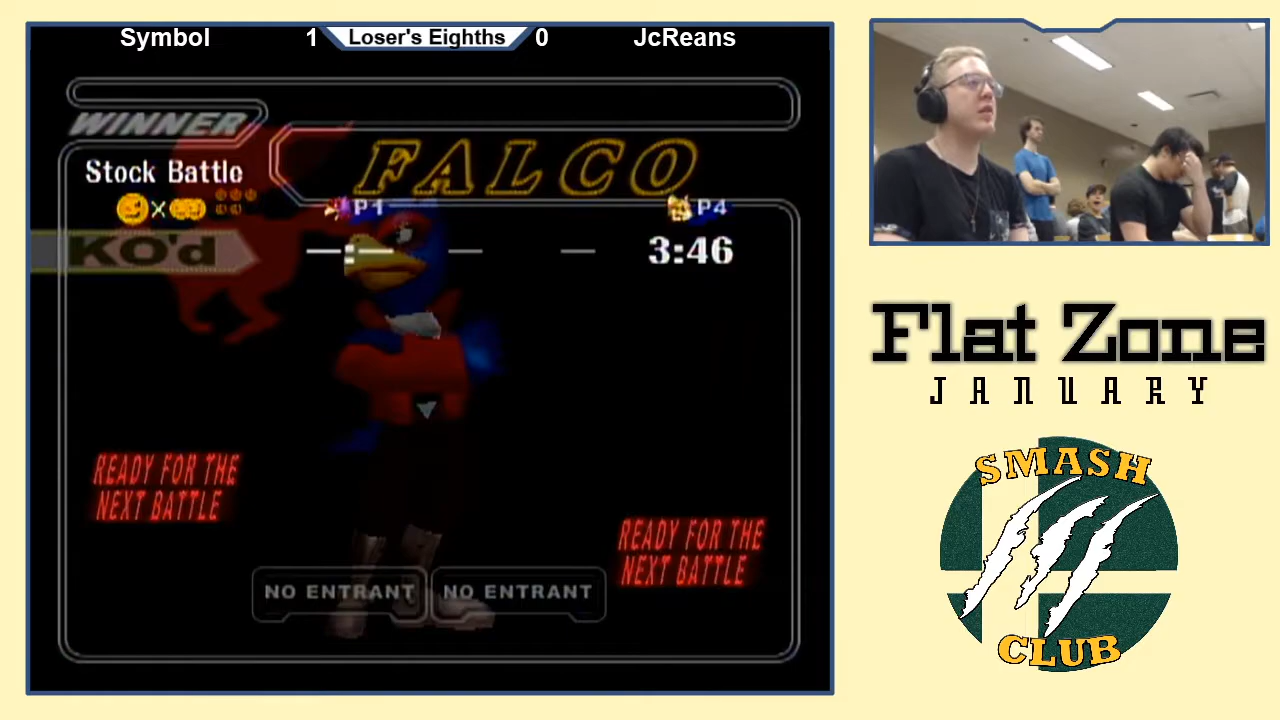 Symbol 1 Loser's Eighths 0 JcReans
WINNER
FALCO
Stock Battle
P1 P4
KO'd
3:46
READY FOR THE
NEXT BATTLE
READY FOR THE
NEXT BATTLE
NO ENTRANT NO ENTRANT
Flat Zone
JANUARY
SMASH
CLUB